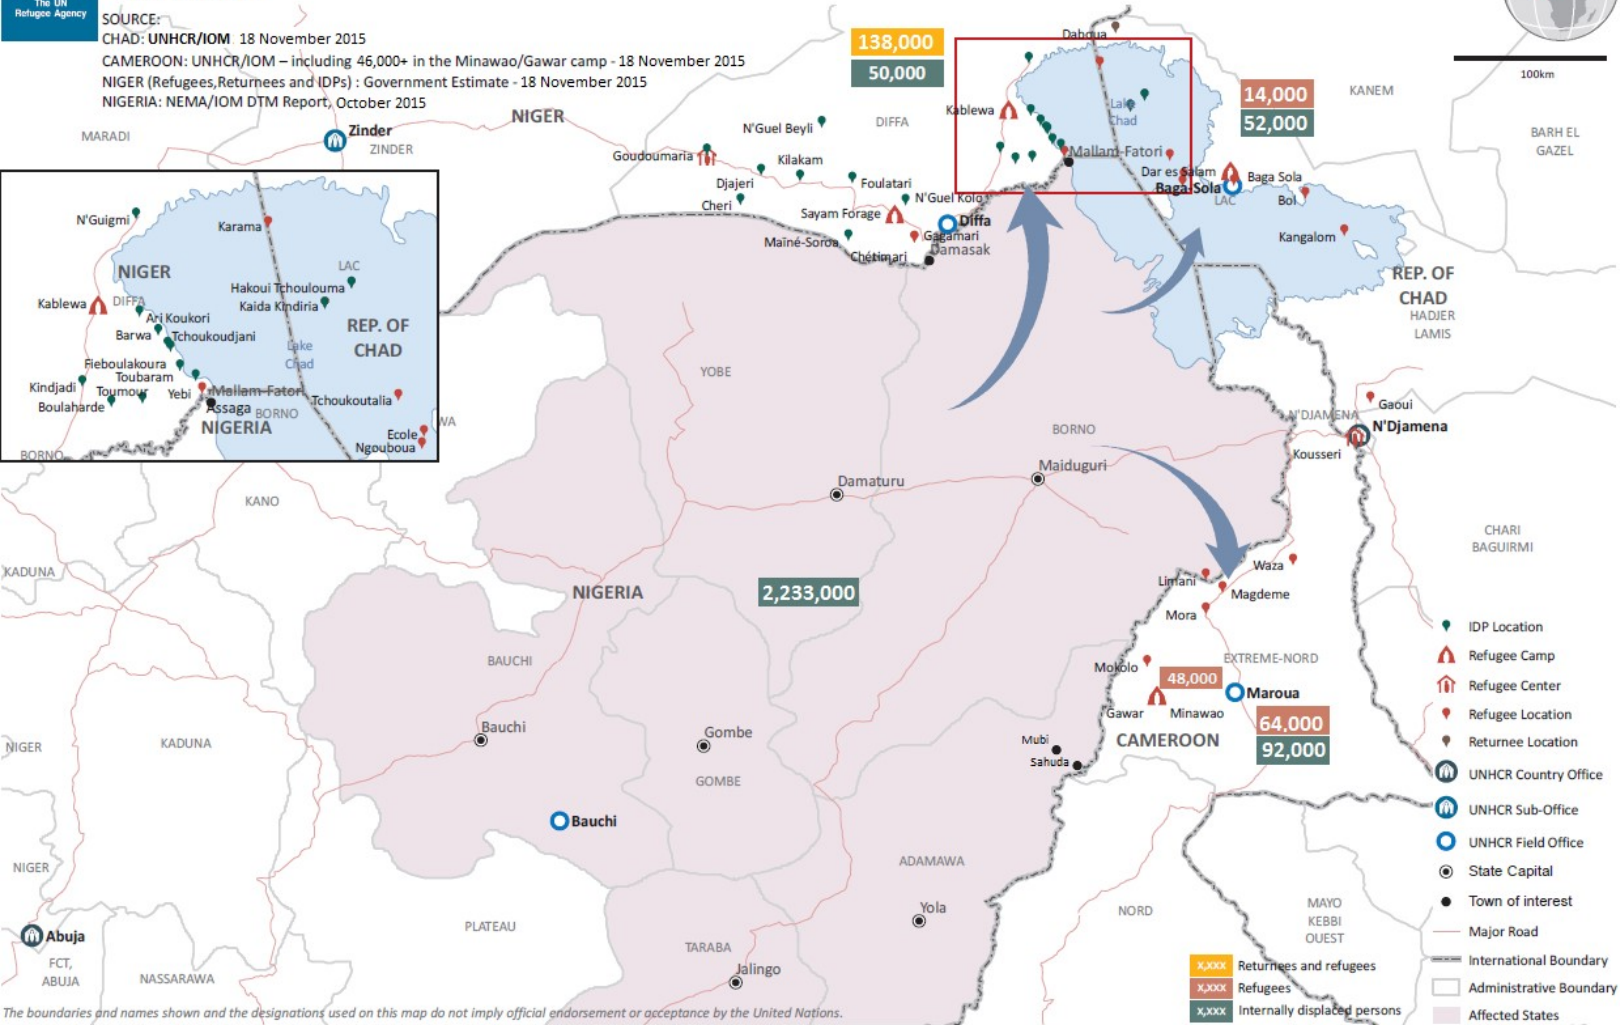 The UN
Refugee Agency
SOURCE:
CHAD: UNHCR/IOM 18 November 2015
CAMEROON: UNHCR/IOM – including 46,000+ in the Minawao/Gawar camp - 18 November 2015
NIGER (Refugees,Returnees and IDPs) : Government Estimate - 18 November 2015
NIGERIA: NEMA/IOM DTM Report, October 2015
138,000
50,000
14,000
52,000
100km
MARADI
Zinder
ZINDER
NIGER
DIFFA
Daboua
Kablewa
Lake
Chad
KANEM
BARH EL
GAZEL
Goudoumaria
N'Guel Beyli
Kilakam
Djajeri
Cheri
Foulatari
N'Guel Kolo
Sayam Forage
Diffa
Gagamari
Maïné-Soroa
Chétimari
Damasak
Mallam-Fatori
Dar es Salam
Baga-Sola
Baga Sola
LAC
Bol
Kangalom
REP. OF
CHAD
HADJER
LAMIS
N'Guigmi
Karama
NIGER
LAC
Hakoui Tchoulouma
Kaida Kindiria
Kablewa
DIFFA
Ari Koukori
Barwa
Tchoukoudjani
REP. OF
CHAD
Lake
Chad
Fieboulakoura
Toubaram
Kindjadi
Toumour
Yebi
Mallam-Fatori
Boulaharde
Assaga
BORNO
NIGERIA
Tchoukoutalia
Ecole
Ngouboua
BORNO
WA
YOBE
BORNO
N'DJAMENA
Gaoui
N'Djamena
Kousseri
Maiduguri
Damaturu
KANO
KADUNA
CHARI
BAGUIRMI
NIGERIA
2,233,000
Waza
Limani
Magdeme
Mora
BAUCHI
Mokolo
EXTREME-NORD
48,000
Maroua
Gawar
Minawao
64,000
92,000
CAMEROON
Mubi
Sahuda
Bauchi
Gombe
GOMBE
NIGER
KADUNA
Bauchi
NIGER
ADAMAWA
Yola
NORD
MAYO
KEBBI
OUEST
PLATEAU
TARABA
Jalingo
Abuja
FCT,
ABUJA
NASSARAWA
IDP Location
Refugee Camp
Refugee Center
Refugee Location
Returnee Location
UNHCR Country Office
UNHCR Sub-Office
UNHCR Field Office
State Capital
Town of interest
Major Road
International Boundary
Administrative Boundary
Affected States
x,xxx Returnees and refugees
x,xxx Refugees
x,xxx Internally displaced persons
The boundaries and names shown and the designations used on this map do not imply official endorsement or acceptance by the United Nations.